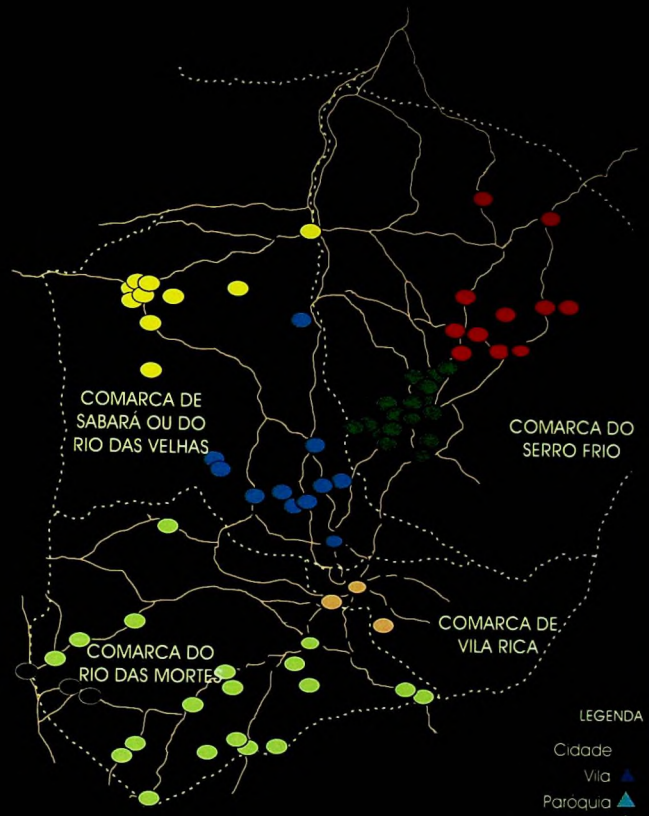 COMARCA DE
SABARÁ OU DO
RIO DAS VELHAS
COMARCA DO
SERRO FRIO
COMARCA DE
VILA RICA
COMARCA DO
RIO DAS MORTES
LEGENDA
Cidade
Vila
Paróquia